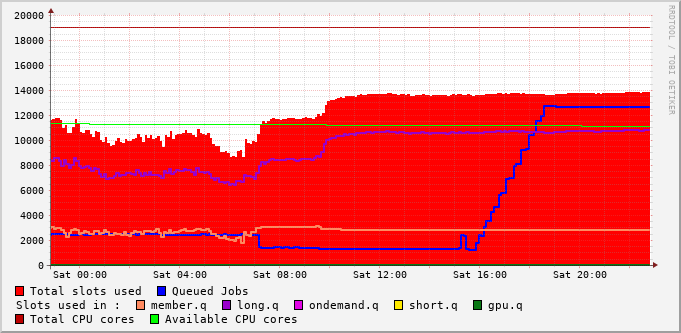 20000
18000
16000
14000
12000
10000
8000
6000
4000
2000
0
Sat 00:00 Sat 04:00 Sat 08:00 Sat 12:00 Sat 16:00 Sat 20:00
Total slots used Queued Jobs
Slots used in : member.q long.q ondemand.q short.q gpu.q
Total CPU cores Available CPU cores
RRDTOOL / TOBI OETIKER